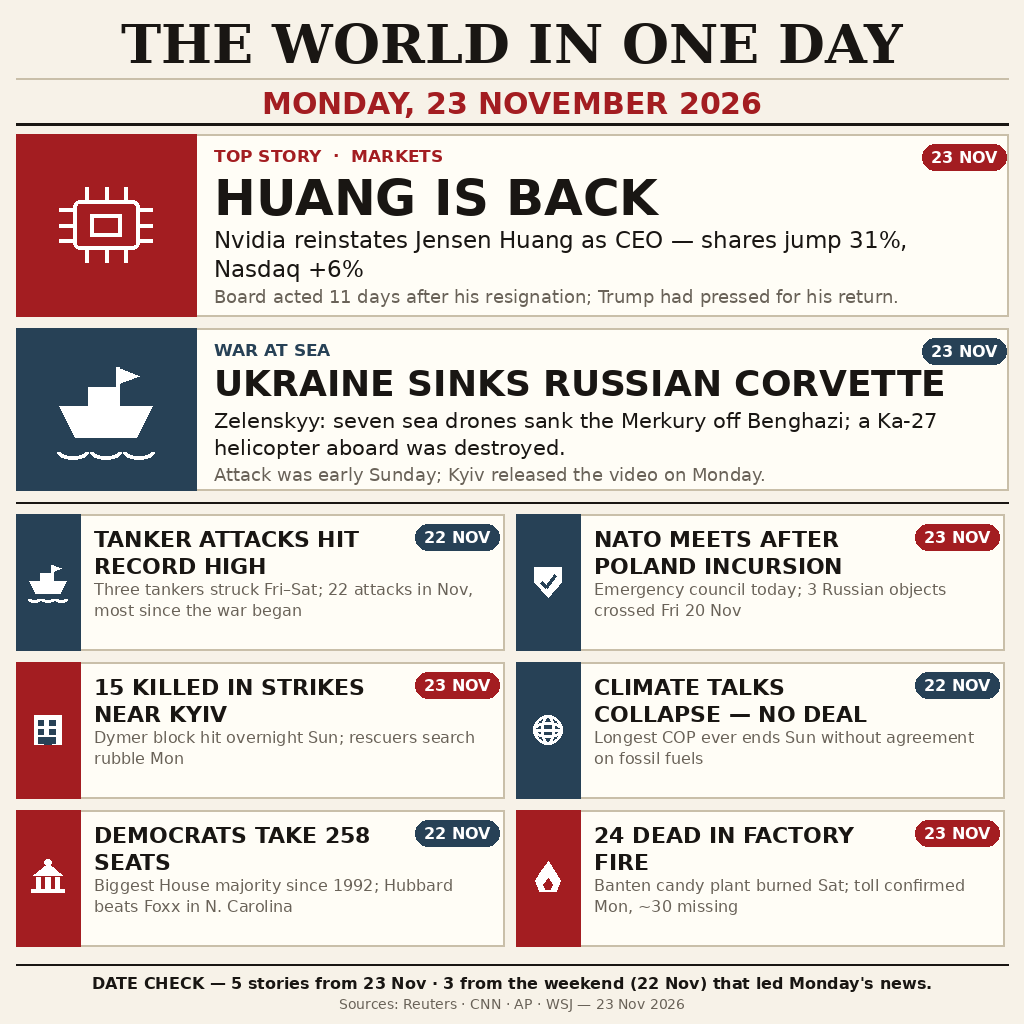 THE WORLD IN ONE DAY
MONDAY, 23 NOVEMBER 2026
TOP STORY · MARKETS
23 NOV
HUANG IS BACK
Nvidia reinstates Jensen Huang as CEO — shares jump 31%,
Nasdaq +6%
Board acted 11 days after his resignation; Trump had pressed for his return.
WAR AT SEA
23 NOV
UKRAINE SINKS RUSSIAN CORVETTE
Zelenskyy: seven sea drones sank the Merkury off Benghazi; a Ka-27
helicopter aboard was destroyed.
Attack was early Sunday; Kyiv released the video on Monday.
TANKER ATTACKS HIT
RECORD HIGH
22 NOV
Three tankers struck Fri–Sat; 22 attacks in Nov,
most since the war began
NATO MEETS AFTER
POLAND INCURSION
23 NOV
Emergency council today; 3 Russian objects
crossed Fri 20 Nov
15 KILLED IN STRIKES
NEAR KYIV
23 NOV
Dymer block hit overnight Sun; rescuers search
rubble Mon
CLIMATE TALKS
COLLAPSE — NO DEAL
22 NOV
Longest COP ever ends Sun without agreement
on fossil fuels
DEMOCRATS TAKE 258
SEATS
22 NOV
Biggest House majority since 1992; Hubbard
beats Foxx in N. Carolina
24 DEAD IN FACTORY
FIRE
23 NOV
Banten candy plant burned Sat; toll confirmed
Mon, ~30 missing
DATE CHECK — 5 stories from 23 Nov · 3 from the weekend (22 Nov) that led Monday's news.
Sources: Reuters · CNN · AP · WSJ — 23 Nov 2026